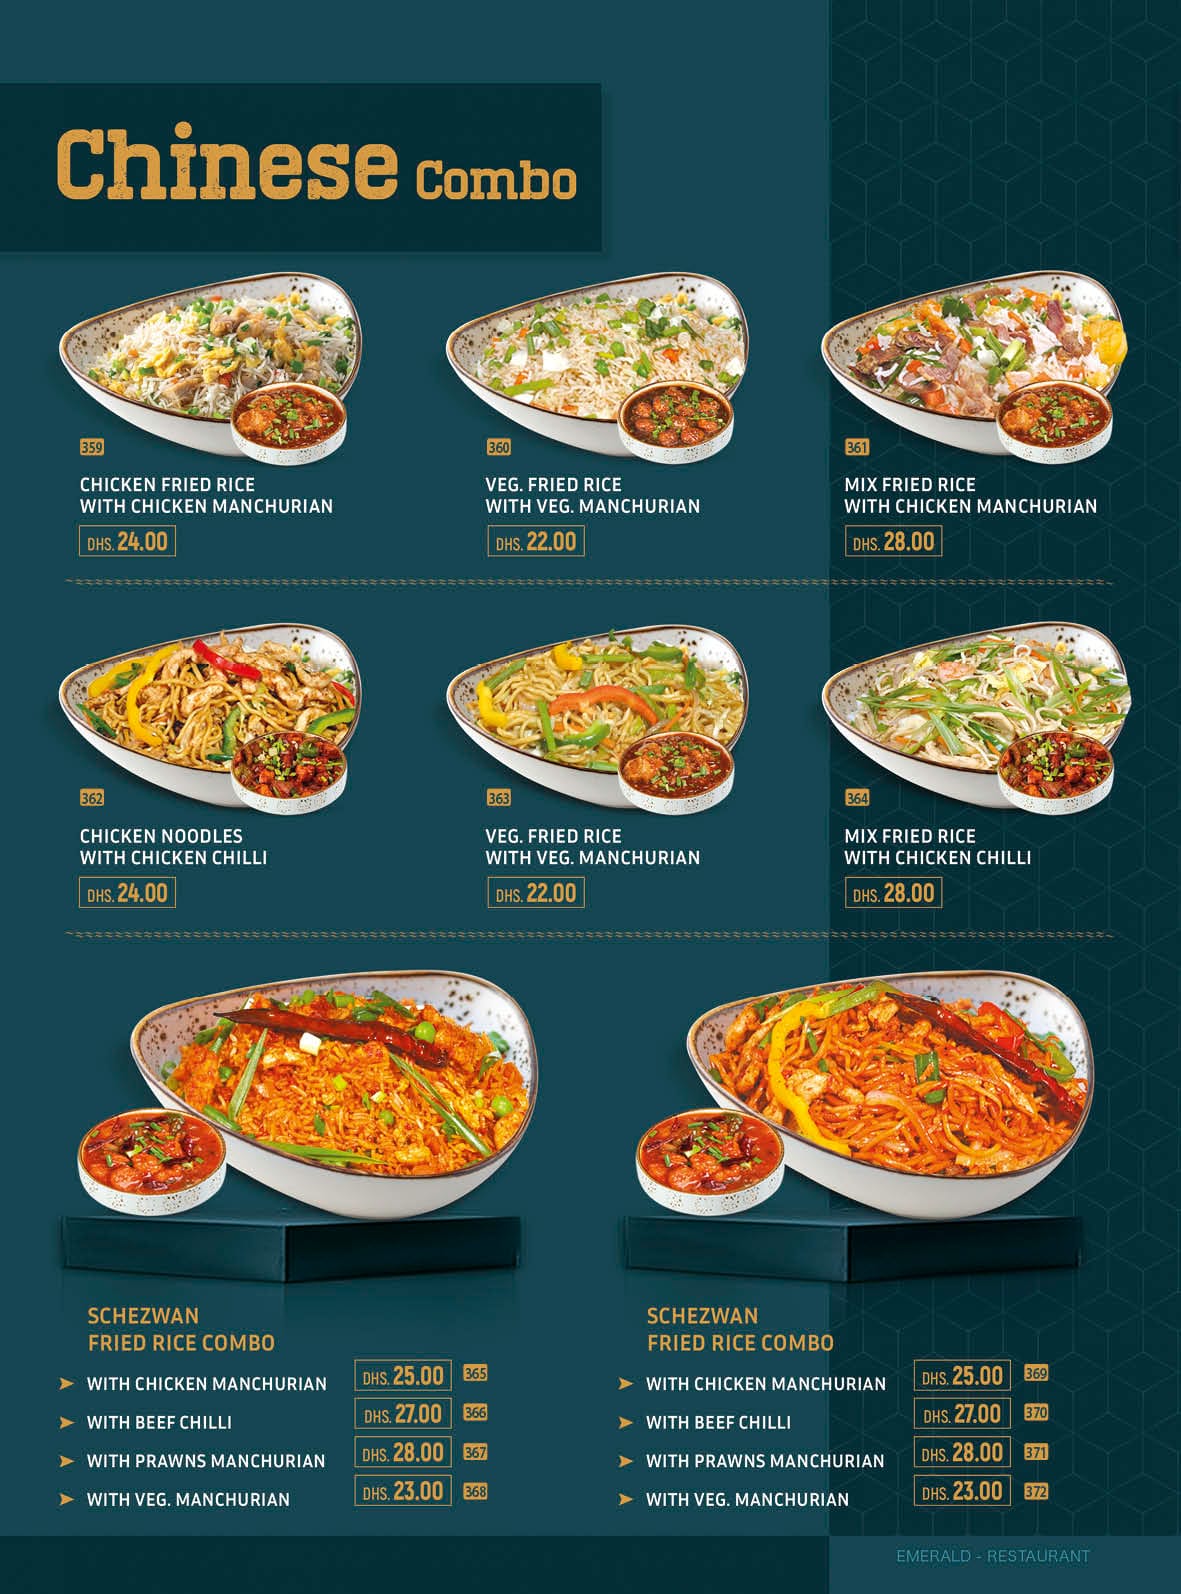 Chinese Combo
359
360
361
CHICKEN FRIED RICE
WITH CHICKEN MANCHURIAN
DHS. 24.00
VEG. FRIED RICE
WITH VEG. MANCHURIAN
DHS. 22.00
MIX FRIED RICE
WITH CHICKEN MANCHURIAN
DHS. 28.00
362
363
364
CHICKEN NOODLES
WITH CHICKEN CHILLI
DHS. 24.00
VEG. FRIED RICE
WITH VEG. MANCHURIAN
DHS. 22.00
MIX FRIED RICE
WITH CHICKEN CHILLI
DHS. 28.00
SCHEZWAN
FRIED RICE COMBO
WITH CHICKEN MANCHURIAN DHS. 25.00 365
WITH BEEF CHILLI DHS. 27.00 366
WITH PRAWNS MANCHURIAN DHS. 28.00 367
WITH VEG. MANCHURIAN DHS. 23.00 368
SCHEZWAN
FRIED RICE COMBO
WITH CHICKEN MANCHURIAN DHS. 25.00 369
WITH BEEF CHILLI DHS. 27.00 370
WITH PRAWNS MANCHURIAN DHS. 28.00 371
WITH VEG. MANCHURIAN DHS. 23.00 372
EMERALD - RESTAURANT